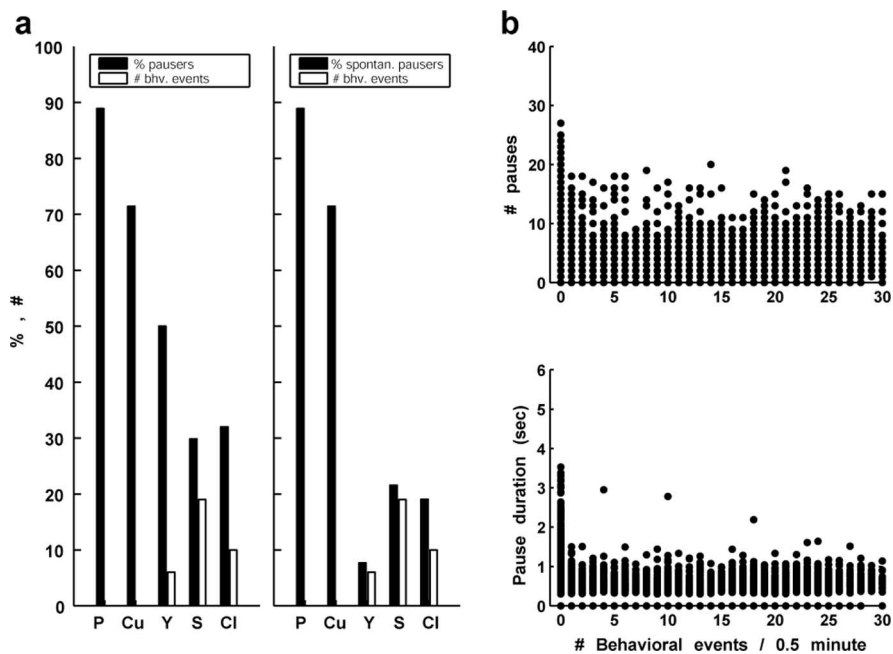 a
100
90
80
70
60
50
40
30
20
10
0
% , #
% pausers
# bhv. events
P Cu Y S Cl
% spontan. pausers
# bhv. events
P Cu Y S Cl
b
40
30
20
10
0
# pauses
0 5 10 15 20 25 30
6
5
4
3
2
1
0
Pause duration (sec)
0 5 10 15 20 25 30
# Behavioral events / 0.5 minute